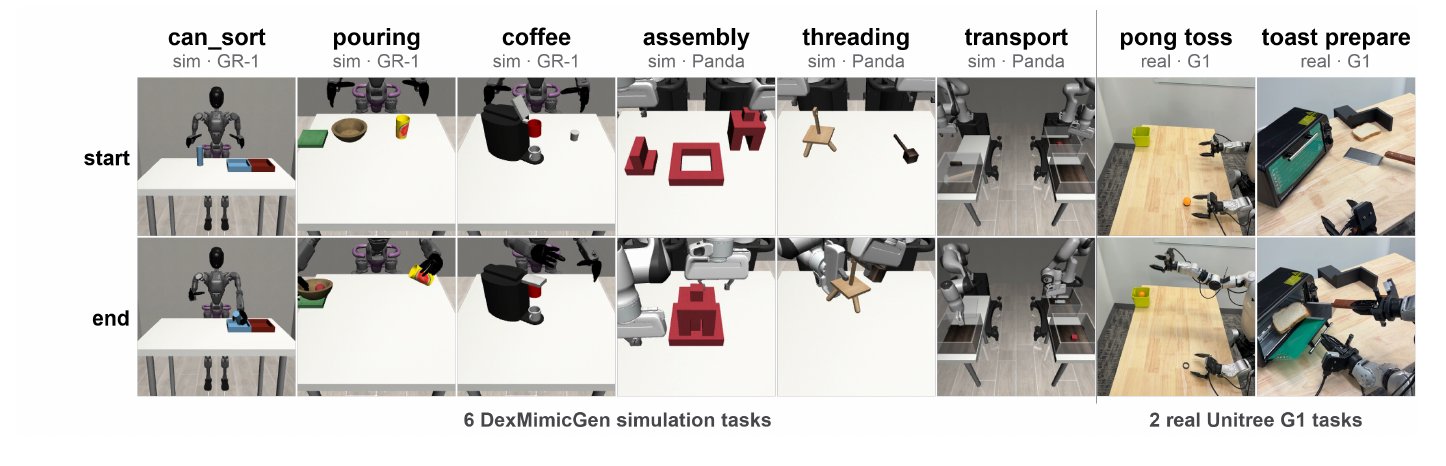 can_sort pouring coffee assembly threading transport pong toss toast prepare
sim · GR-1 sim · GR-1 sim · GR-1 sim · Panda sim · Panda sim · Panda real · G1 real · G1
start
end
6 DexMimicGen simulation tasks 2 real Unitree G1 tasks